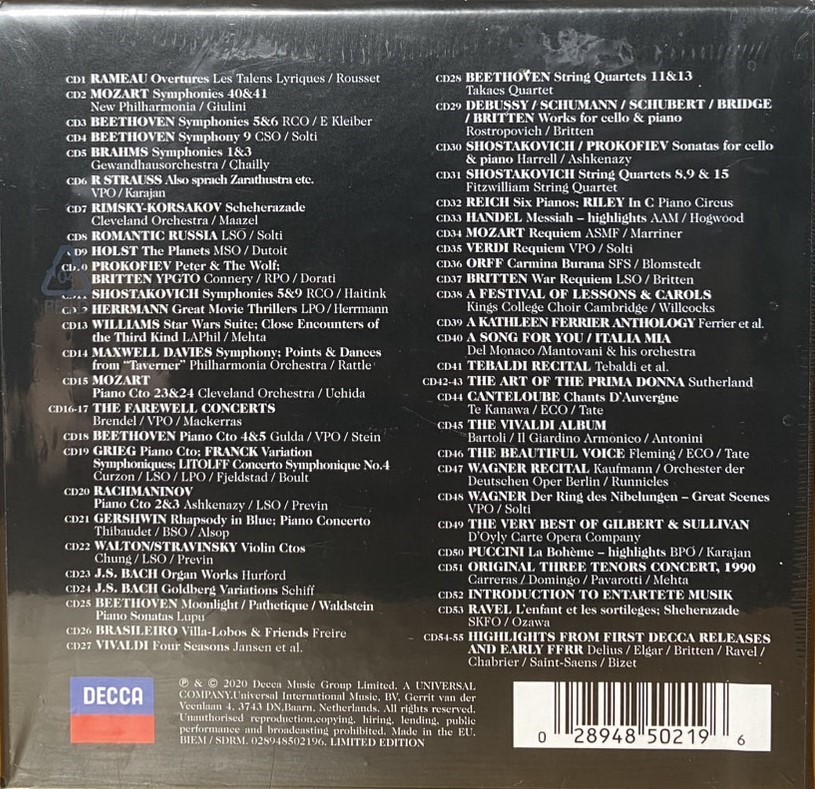 CD1 RAMEAU Overtures Les Talens Lyriques / Rousset
CD2 MOZART Symphonies 40&41
New Philharmonia / Giulini
CD3 BEETHOVEN Symphonies 5&6 RCO / E Kleiber
CD4 BEETHOVEN Symphony 9 CSO / Solti
CD5 BRAHMS Symphonies 1&3
Gewandhausorchestra / Chailly
CD6 R STRAUSS Also sprach Zarathustra etc.
VPO / Karajan
CD7 RIMSKY-KORSAKOV Scheherazade
Cleveland Orchestra / Maazel
CD8 ROMANTIC RUSSIA LSO / Solti
D9 HOLST The Planets MSO / Dutoit
PROKOFIEV Peter & The Wolf;
BRITTEN YPGTO Connery / RPO / Dorati
SHOSTAKOVICH Symphonies 5&9 RCO / Haitink
HERRMANN Great Movie Thrillers LPO / Herrmann
CD13 WILLIAMS Star Wars Suite; Close Encounters of
the Third Kind LAPhil / Mehta
CD14 MAXWELL DAVIES Symphony; Points & Dances
from "Taverner" Philharmonia Orchestra / Rattle
CD15 MOZART
Piano Cto 23&24 Cleveland Orchestra / Uchida
CD16-17 THE FAREWELL CONCERTS
Brendel / VPO / Mackerras
CD18 BEETHOVEN Piano Cto 4&5 Gulda / VPO / Stein
CD19 GRIEG Piano Cto; FRANCK Variation
Symphoniques; LITOLFF Concerto Symphonique No.4
Curzon / LSO / LPO / Fjeldstad / Boult
CD20 RACHMANINOV
Piano Cto 2&3 Ashkenazy / LSO / Previn
CD21 GERSHWIN Rhapsody in Blue; Piano Concerto
Thibaudet / BSO / Alsop
CD22 WALTON/STRAVINSKY Violin Ctos
Chung / LSO / Previn
CD23 J.S. BACH Organ Works Hurford
CD24 J.S. BACH Goldberg Variations Schiff
CD25 BEETHOVEN Moonlight / Pathetique / Waldstein
Piano Sonatas Lupu
CD26 BRASILEIRO Villa-Lobos & Friends Freire
CD27 VIVALDI Four Seasons Jansen et al.
CD28 BEETHOVEN String Quartets 11&13
Takacs Quartet
CD29 DEBUSSY / SCHUMANN / SCHUBERT / BRIDGE
/ BRITTEN Works for cello & piano
Rostropovich / Britten
CD30 SHOSTAKOVICH / PROKOFIEV Sonatas for cello
& piano Harrell / Ashkenazy
CD31 SHOSTAKOVICH String Quartets 8,9 & 15
Fitzwilliam String Quartet
CD32 REICH Six Pianos; RILEY In C Piano Circus
CD33 HANDEL Messiah – highlights AAM / Hogwood
CD34 MOZART Requiem ASMF / Marriner
CD35 VERDI Requiem VPO / Solti
CD36 ORFF Carmina Burana SFS / Blomstedt
CD37 BRITTEN War Requiem LSO / Britten
CD38 A FESTIVAL OF LESSONS & CAROLS
Kings College Choir Cambridge / Willcocks
CD39 A KATHLEEN FERRIER ANTHOLOGY Ferrier et al.
CD40 A SONG FOR YOU / ITALIA MIA
Del Monaco /Mantovani & his orchestra
CD41 TEBALDI RECITAL Tebaldi et al.
CD42-43 THE ART OF THE PRIMA DONNA Sutherland
CD44 CANTELOUBE Chants D'Auvergne
Te Kanawa / ECO / Tate
CD45 THE VIVALDI ALBUM
Bartoli / Il Giardino Armonico / Antonini
CD46 THE BEAUTIFUL VOICE Fleming / ECO / Tate
CD47 WAGNER RECITAL Kaufmann / Orchester der
Deutschen Oper Berlin / Runnicles
CD48 WAGNER Der Ring des Nibelungen – Great Scenes
VPO / Solti
CD49 THE VERY BEST OF GILBERT & SULLIVAN
D'Oyly Carte Opera Company
CD50 PUCCINI La Bohème – highlights BPO / Karajan
CD51 ORIGINAL THREE TENORS CONCERT, 1990
Carreras / Domingo / Pavarotti / Mehta
CD52 INTRODUCTION TO ENTARTETE MUSIK
CD53 RAVEL L'enfant et les sortileges; Sheherazade
SKFO / Ozawa
CD54-55 HIGHLIGHTS FROM FIRST DECCA RELEASES
AND EARLY FFRR Delius / Elgar / Britten / Ravel /
Chabrier / Saint-Saens / Bizet
DECCA
℗ & © 2020 Decca Music Group Limited. A UNIVERSAL
COMPANY.Universal International Music, BV, Gerrit van der
Veenlaan 4, 3743 DN,Baarn, Netherlands. All rights reserved.
Unauthorised reproduction,copying, hiring, lending, public
performance and broadcasting prohibited. Made in the EU.
BIEM / SDRM. 028948502196. LIMITED EDITION
0 28948 50219 6